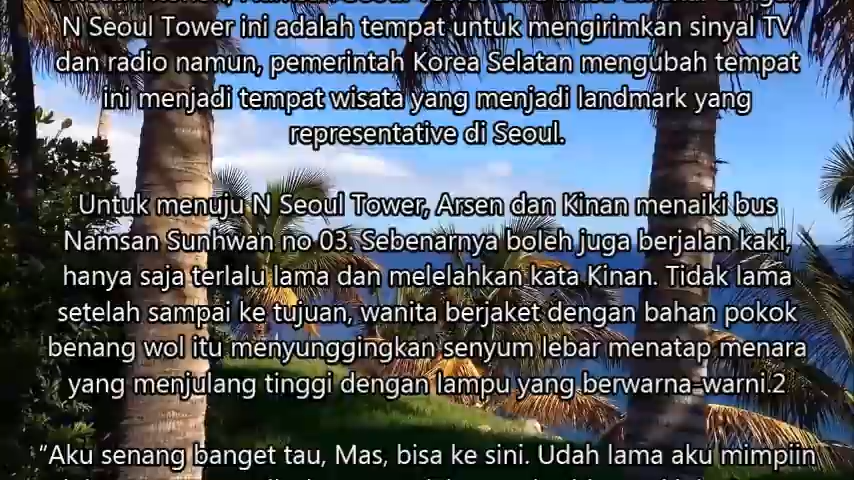 N Seoul Tower ini adalah tempat untuk mengirimkan sinyal TV
dan radio namun, pemerintah Korea Selatan mengubah tempat
ini menjadi tempat wisata yang menjadi landmark yang
representative di Seoul.
Untuk menuju N Seoul Tower, Arsen dan Kinan menaiki bus
Namsan Sunhwan no 03. Sebenarnya boleh juga berjalan kaki,
hanya saja terlalu lama dan melelahkan kata Kinan. Tidak lama
setelah sampai ke tujuan, wanita berjaket dengan bahan pokok
benang wol itu menyunggingkan senyum lebar menatap menara
yang menjulang tinggi dengan lampu yang berwarna-warni.2
“Aku senang banget tau, Mas, bisa ke sini. Udah lama aku mimpiin